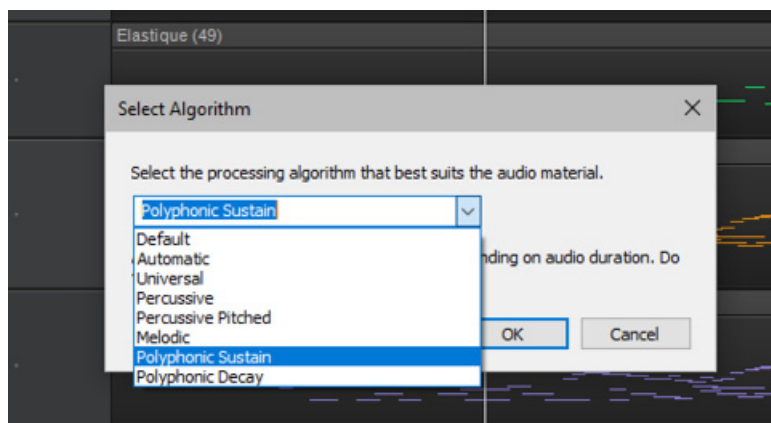 Elastique (49)
Select Algorithm
Select the processing algorithm that best suits the audio material.
Polyphonic Sustain
Default
Automatic
nding on audio duration. Do
Universal
Percussive
Percussive Pitched
Melodic
OK
Cancel
Polyphonic Sustain
Polyphonic Decay